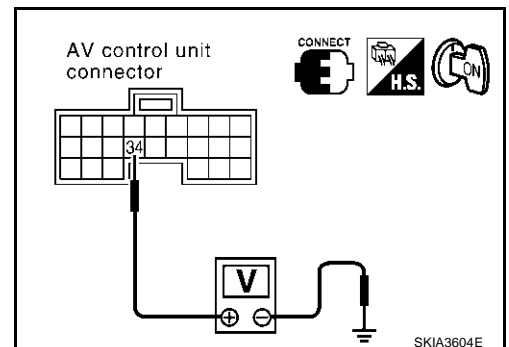 AV control unit
connector
CONNECT
H.S.
ON
34
V
+ −
SKIA3604E